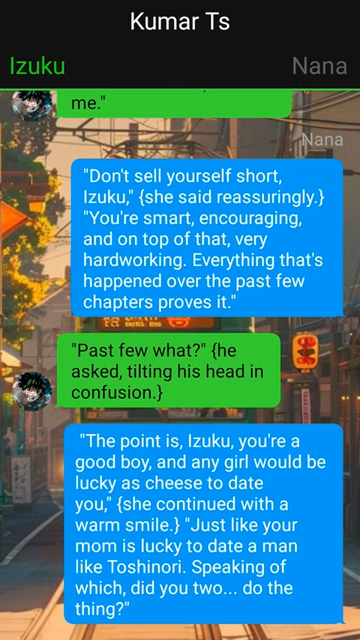 Kumar Ts
Izuku
Nana
me."
Nana
"Don't sell yourself short,
Izuku," {she said reassuringly.}
"You're smart, encouraging,
and on top of that, very
hardworking. Everything that's
happened over the past few
chapters proves it."
"Past few what?" {he
asked, tilting his head in
confusion.}
"The point is, Izuku, you're a
good boy, and any girl would be
lucky as cheese to date
you," {she continued with a
warm smile.} "Just like your
mom is lucky to date a man
like Toshinori. Speaking of
which, did you two... do the
thing?"